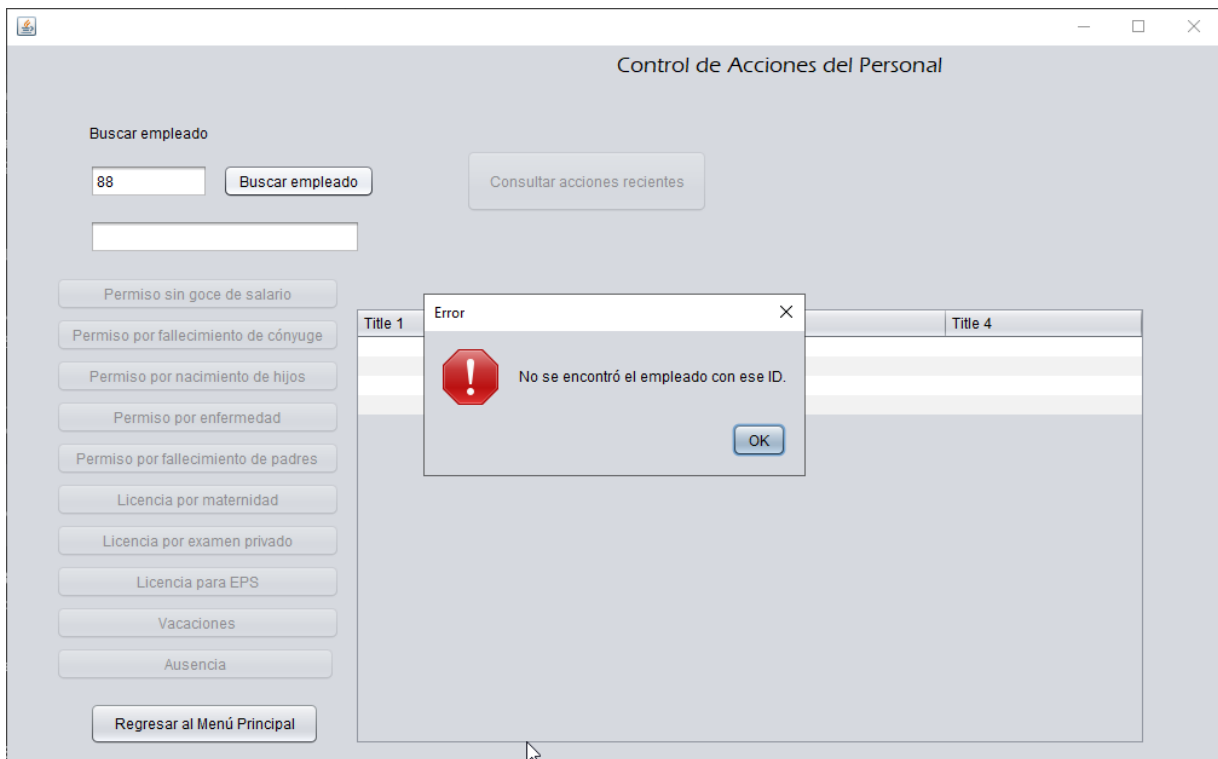 Control de Acciones del Personal
Buscar empleado
88
Buscar empleado
Consultar acciones recientes
Permiso sin goce de salario
Permiso por fallecimiento de cónyuge
Permiso por nacimiento de hijos
Permiso por enfermedad
Permiso por fallecimiento de padres
Licencia por maternidad
Licencia por examen privado
Licencia para EPS
Vacaciones
Ausencia
Regresar al Menú Principal
Title 1
Title 4
Error
No se encontró el empleado con ese ID.
OK